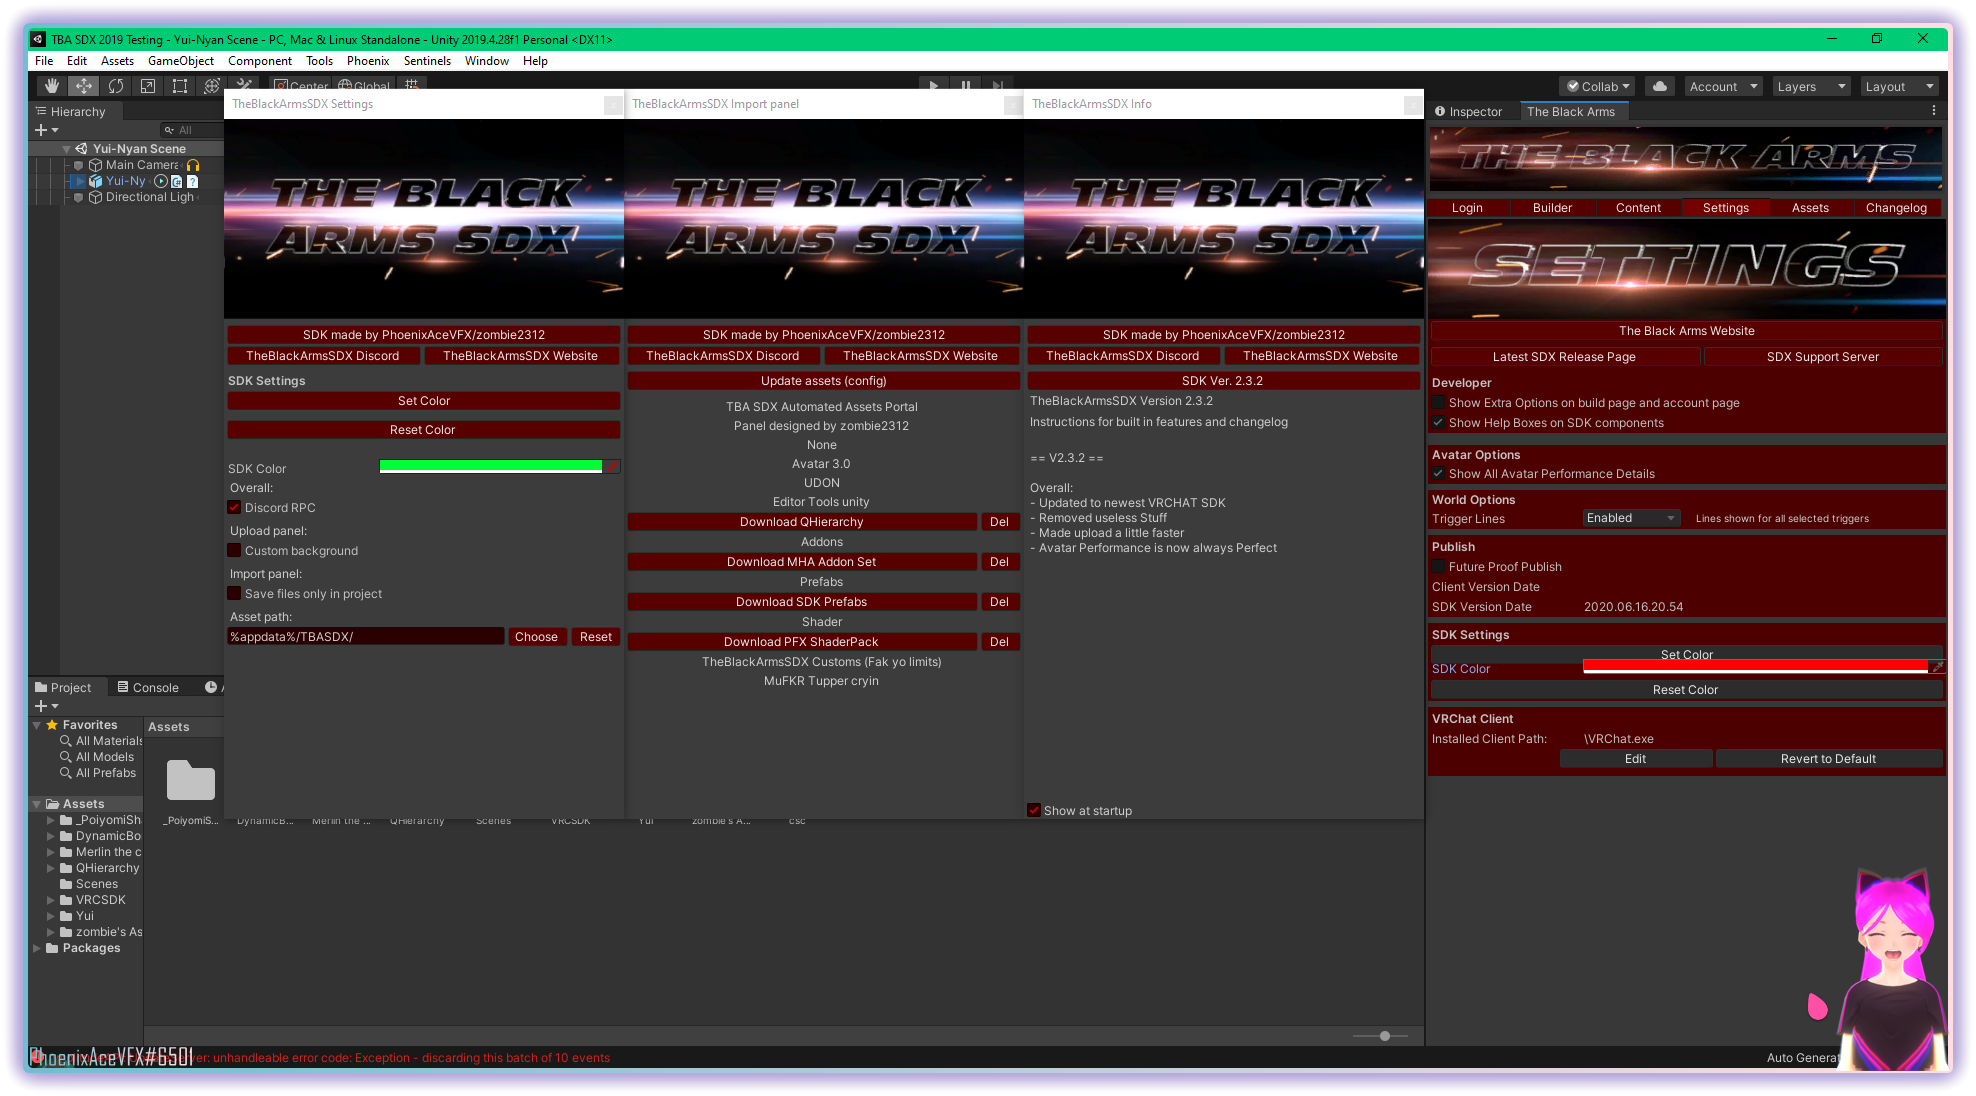 TBA SDX 2019 Testing - Yui-Nyan Scene - PC, Mac & Linux Standalone - Unity 2019.4.28f1 Personal <DX11>
File Edit Assets GameObject Component Tools Phoenix Sentinels Window Help
Center Global
Collab Account Layers Layout
Hierarchy
All
Yui-Nyan Scene
Main Camera
Yui-Ny
Directional Ligh
TheBlackArmsSDX Settings
THE BLACK
ARMS SDX
SDK made by PhoenixAceVFX/zombie2312
TheBlackArmsSDX Discord TheBlackArmsSDX Website
SDK Settings
Set Color
Reset Color
SDK Color
Overall:
Discord RPC
Upload panel:
Custom background
Import panel:
Save files only in project
Asset path:
%appdata%/TBASDX/ Choose Reset
TheBlackArmsSDX Import panel
THE BLACK
ARMS SDX
SDK made by PhoenixAceVFX/zombie2312
TheBlackArmsSDX Discord TheBlackArmsSDX Website
Update assets (config)
TBA SDX Automated Assets Portal
Panel designed by zombie2312
None
Avatar 3.0
UDON
Editor Tools unity
Download QHierarchy Del
Addons
Download MHA Addon Set Del
Prefabs
Download SDK Prefabs Del
Shader
Download PFX ShaderPack Del
TheBlackArmsSDX Customs (Fak yo limits)
MuFKR Tupper cryin
TheBlackArmsSDX Info
THE BLACK
ARMS SDX
SDK made by PhoenixAceVFX/zombie2312
TheBlackArmsSDX Discord TheBlackArmsSDX Website
SDK Ver. 2.3.2
TheBlackArmsSDX Version 2.3.2
Instructions for built in features and changelog
== V2.3.2 ==
Overall:
- Updated to newest VRCHAT SDK
- Removed useless Stuff
- Made upload a little faster
- Avatar Performance is now always Perfect
Show at startup
Inspector The Black Arms
THE BLACK ARMS
Login Builder Content Settings Assets Changelog
SETTINGS
The Black Arms Website
Latest SDX Release Page SDX Support Server
Developer
Show Extra Options on build page and account page
Show Help Boxes on SDK components
Avatar Options
Show All Avatar Performance Details
World Options
Trigger Lines Enabled Lines shown for all selected triggers
Publish
Future Proof Publish
Client Version Date
SDK Version Date 2020.06.16.20.54
SDK Settings
Set Color
SDK Color
Reset Color
VRChat Client
Installed Client Path: \VRChat.exe
Edit Revert to Default
Project Console
Favorites
All Materials
All Models
All Prefabs
Assets
_PoiyomiSha
DynamicBo
Merlin the c
QHierarchy
Scenes
VRCSDK
Yui
zombie's As
Packages
Assets
_PoiyomiS... DynamicB... Merlin the ... QHierarchy Scenes VRCSDK Yui zombie's A... csc
PhoenixAceVFX#6501
rver: unhandleable error code: Exception - discarding this batch of 10 events
Auto Generat